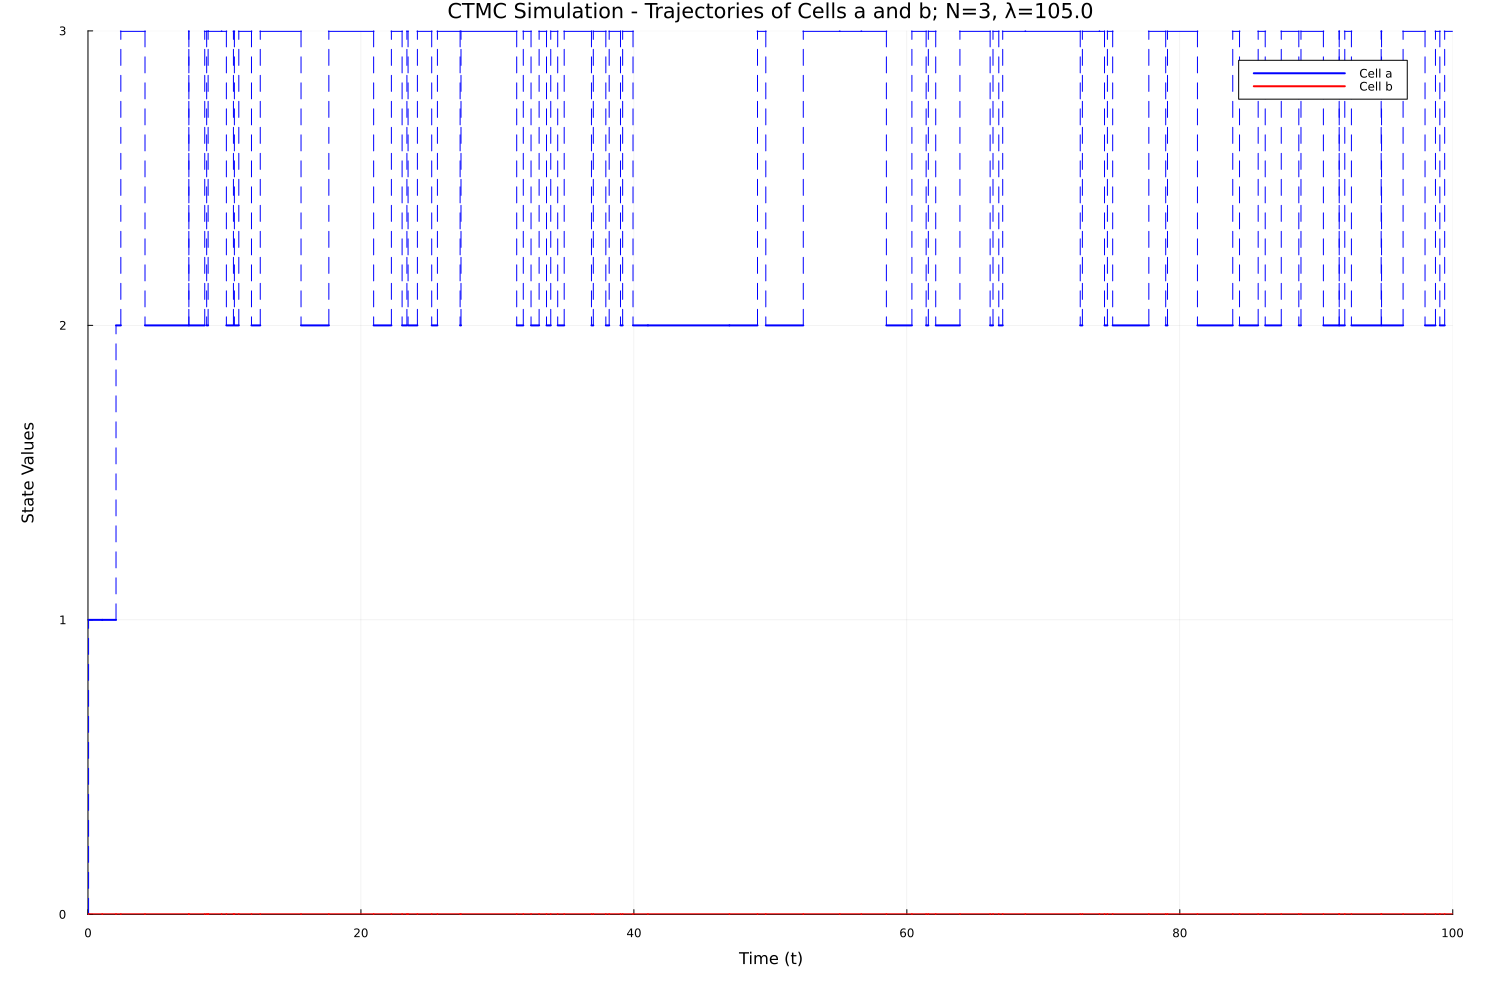 CTMC Simulation - Trajectories of Cells a and b; N=3, λ=105.0
3
Cell a
Cell b
2
State Values
1
0
0 20 40 60 80 100
Time (t)